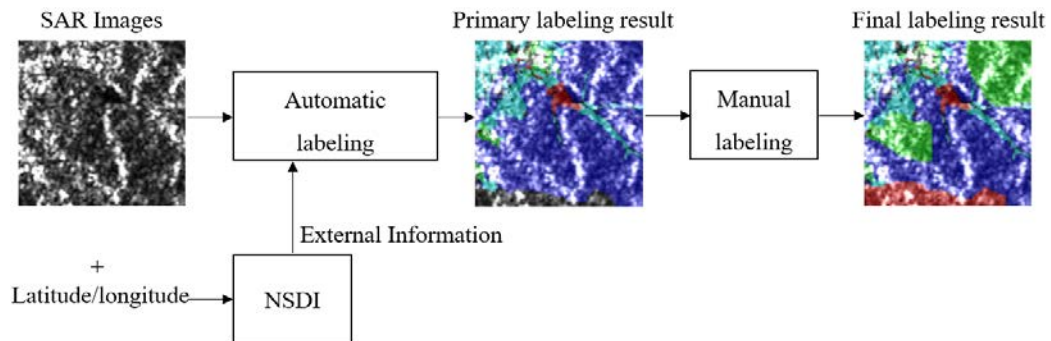 SAR Images
Primary labeling result
Final labeling result
Automatic
labeling
Manual
labeling
External Information
+
Latitude/longitude
NSDI